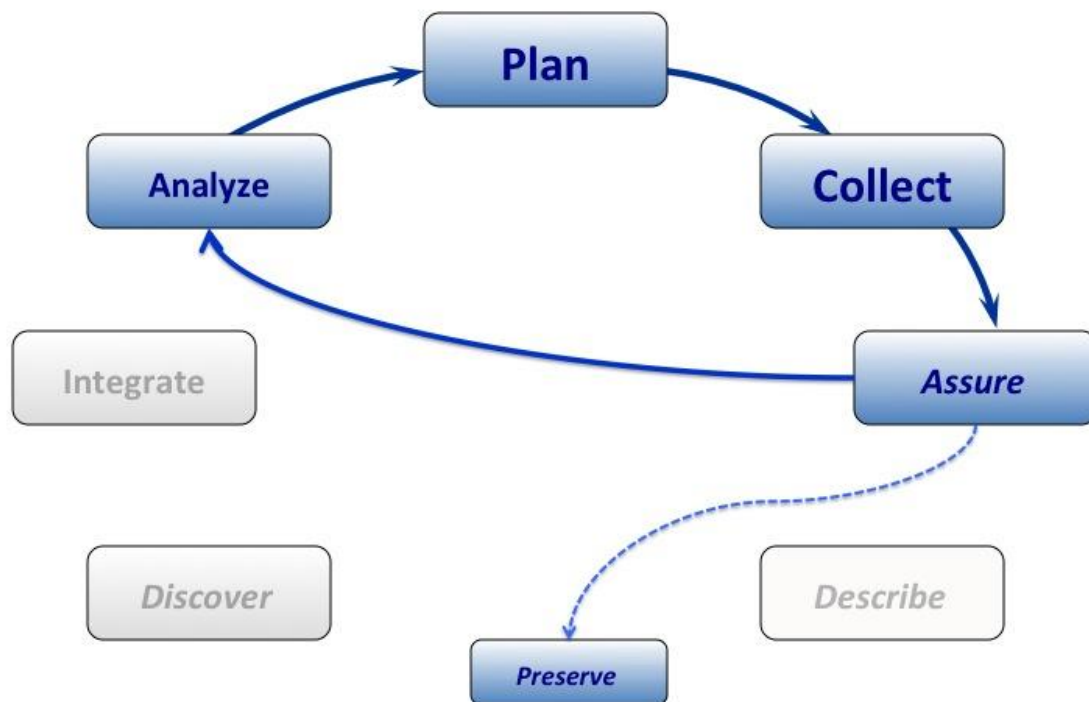 Plan
Analyze
Collect
Integrate
Assure
Discover
Describe
Preserve